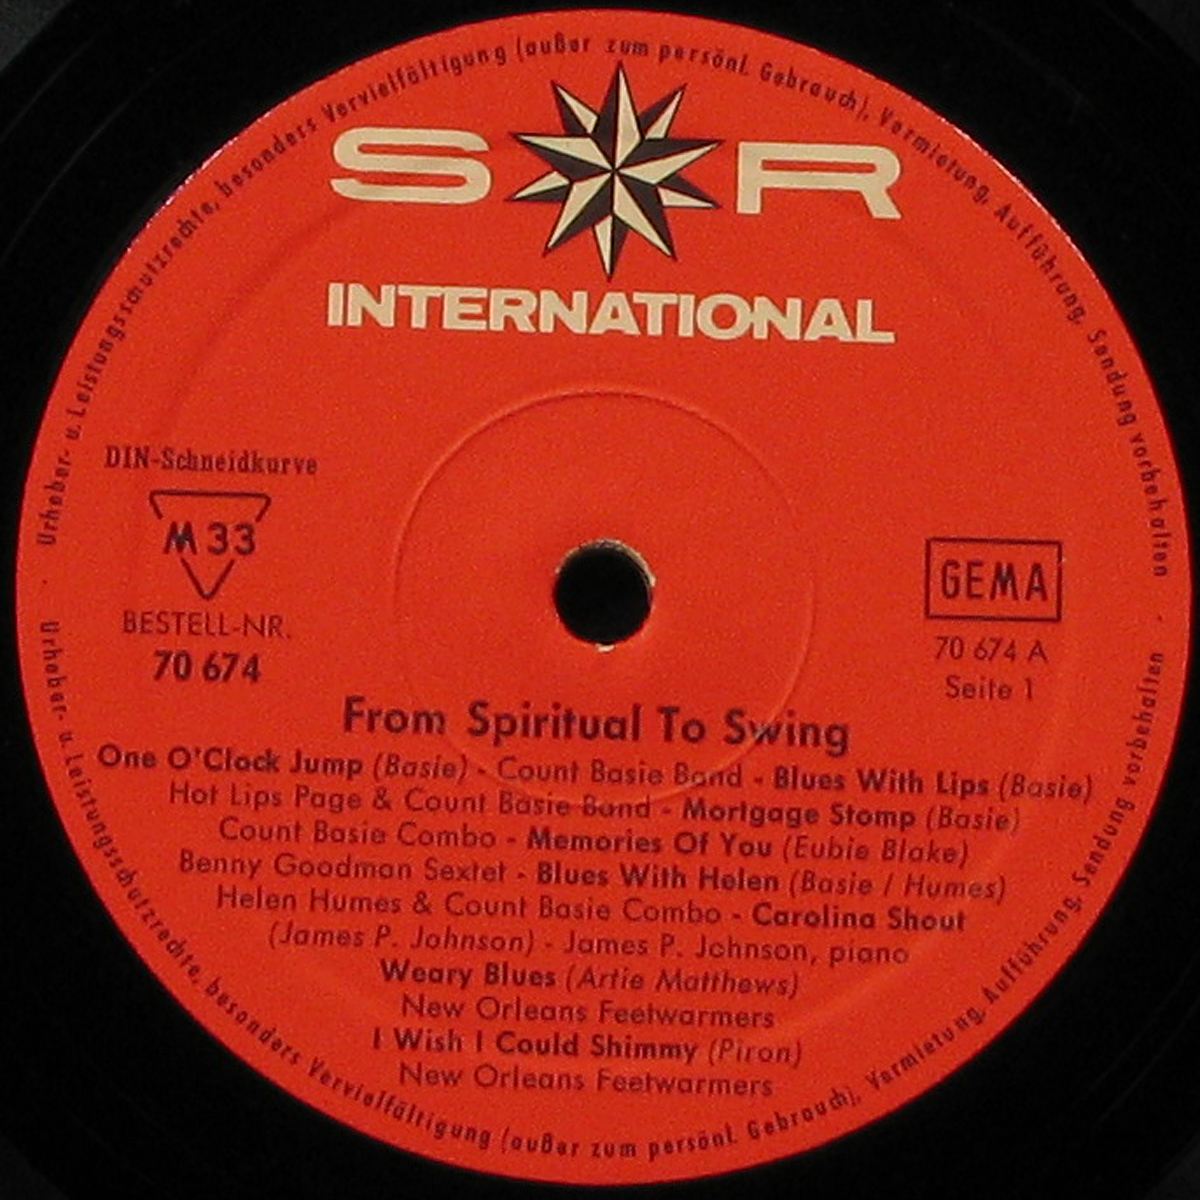 Urheber- u. Leistungsschutzrechte, besonders Vervielfältigung (außer zum persönl. Gebrauch), Vermietung, Aufführung, Sendung vorbehalten
S R
INTERNATIONAL
DIN-Schneidkurve
M 33
BESTELL-NR.
70 674
GEMA
70 674 A
Seite 1
From Spiritual To Swing
One O'Clock Jump (Basie) - Count Basie Band - Blues With Lips (Basie)
Hot Lips Page & Count Basie Band - Mortgage Stomp (Basie)
Count Basie Combo - Memories Of You (Eubie Blake)
Benny Goodman Sextet - Blues With Helen (Basie / Humes)
Helen Humes & Count Basie Combo - Carolina Shout
(James P. Johnson) - James P. Johnson, piano
Weary Blues (Artie Matthews)
New Orleans Feetwarmers
I Wish I Could Shimmy (Piron)
New Orleans Feetwarmers
Urheber- u. Leistungsschutzrechte, besonders Vervielfältigung (außer zum persönl. Gebrauch), Vermietung, Aufführung, Sendung vorbehalten